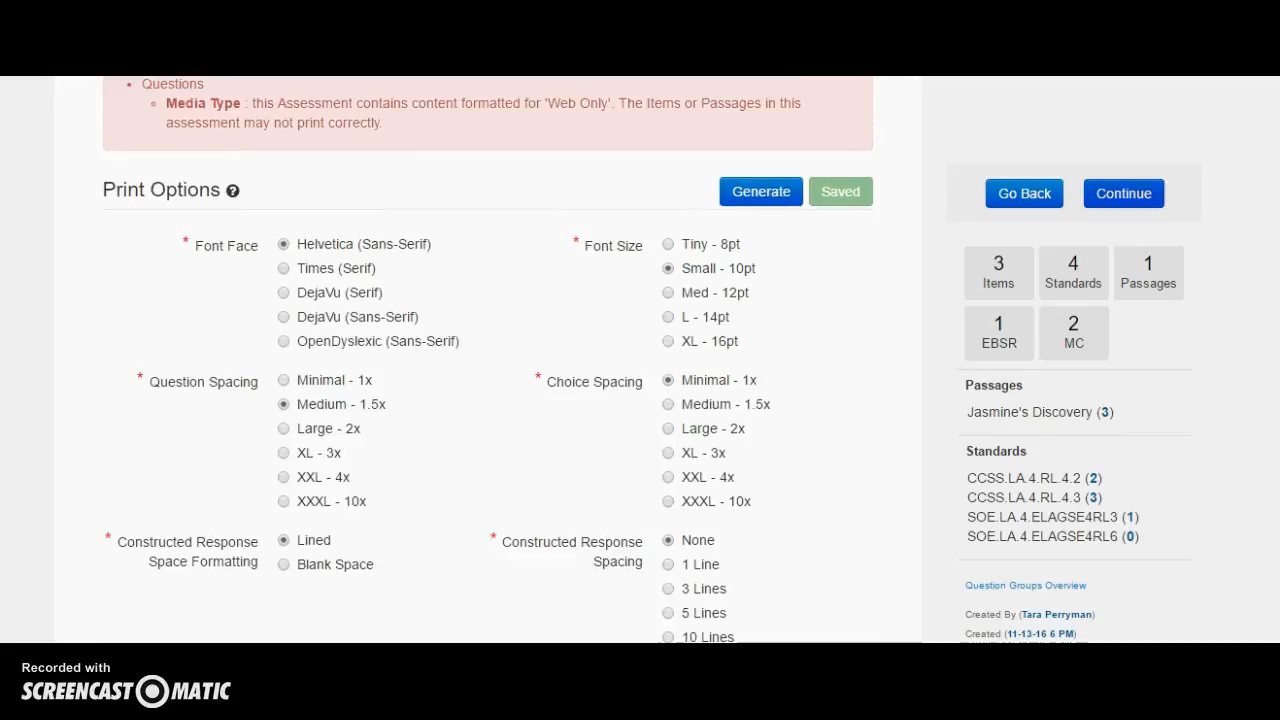 Questions
Media Type : this Assessment contains content formatted for 'Web Only'. The Items or Passages in this
assessment may not print correctly.
Print Options
Generate
Saved
Go Back
Continue
* Font Face
Helvetica (Sans-Serif)
Times (Serif)
DejaVu (Serif)
DejaVu (Sans-Serif)
OpenDyslexic (Sans-Serif)
* Font Size
Tiny - 8pt
Small - 10pt
Med - 12pt
L - 14pt
XL - 16pt
* Question Spacing
Minimal - 1x
Medium - 1.5x
Large - 2x
XL - 3x
XXL - 4x
XXXL - 10x
* Choice Spacing
Minimal - 1x
Medium - 1.5x
Large - 2x
XL - 3x
XXL - 4x
XXXL - 10x
* Constructed Response
Space Formatting
Lined
Blank Space
* Constructed Response
Spacing
None
1 Line
3 Lines
5 Lines
10 Lines
3
Items
4
Standards
1
Passages
1
EBSR
2
MC
Passages
Jasmine's Discovery (3)
Standards
CCSS.LA.4.RL.4.2 (2)
CCSS.LA.4.RL.4.3 (3)
SOE.LA.4.ELAGSE4RL3 (1)
SOE.LA.4.ELAGSE4RL6 (0)
Question Groups Overview
Created By (Tara Perryman)
Created (11-13-16 6 PM)
Recorded with
SCREENCAST-O-MATIC